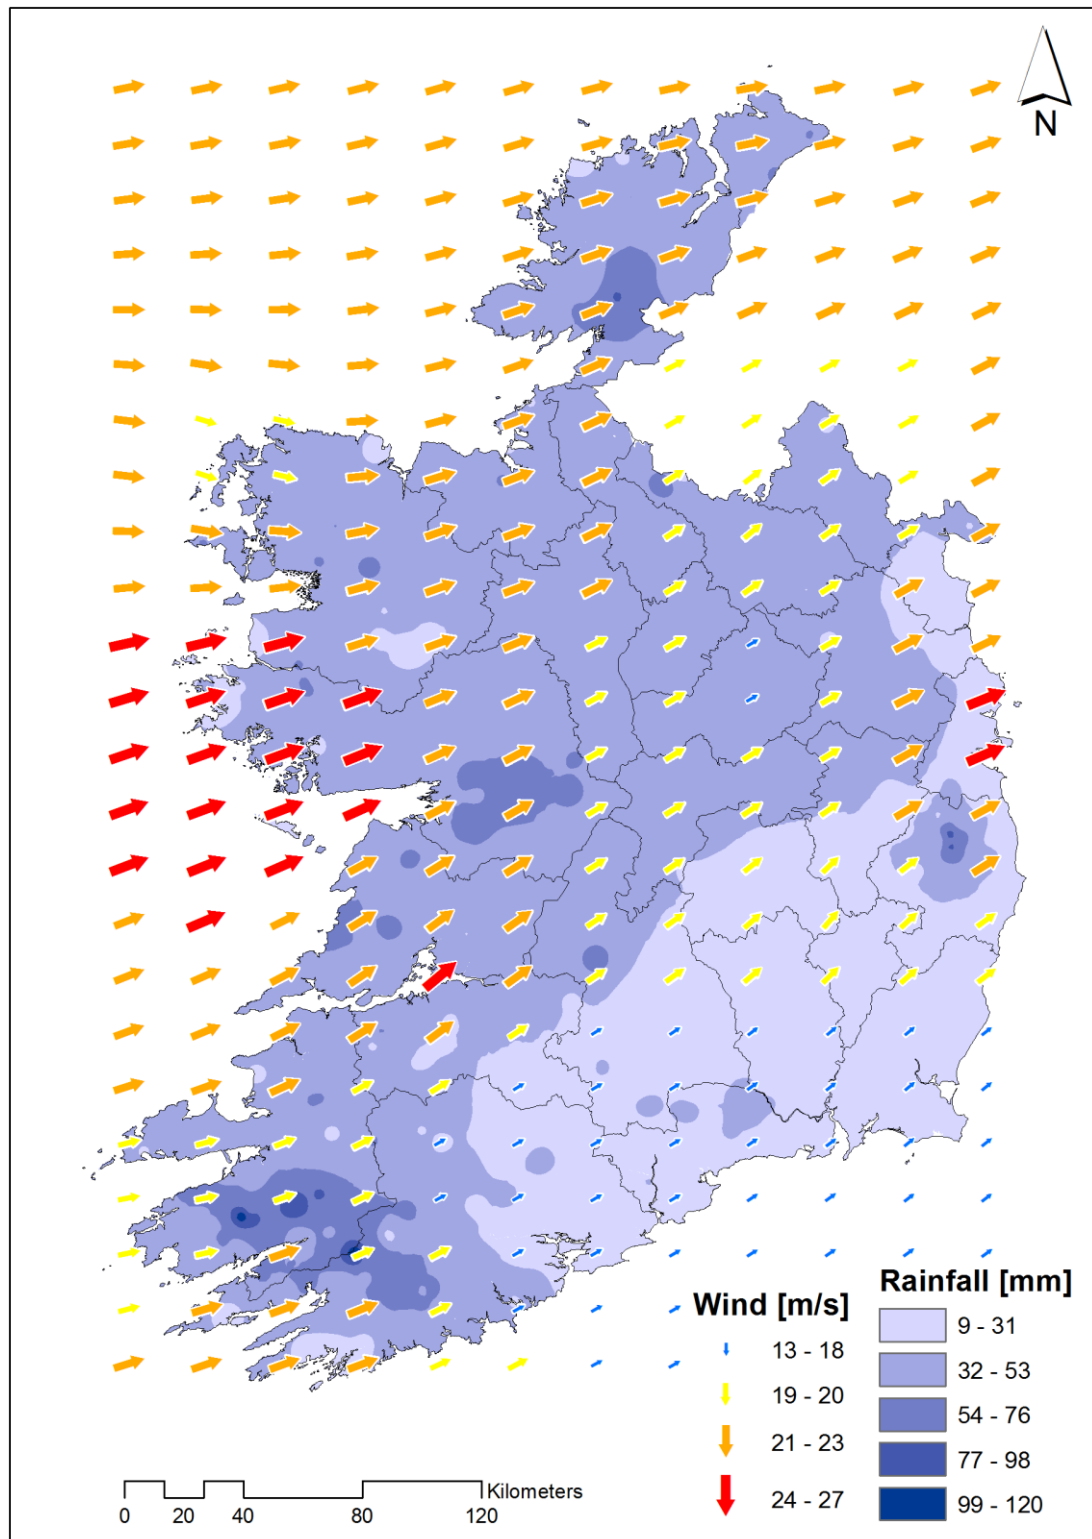 N
Wind [m/s]
13 - 18
19 - 20
21 - 23
24 - 27
Rainfall [mm]
9 - 31
32 - 53
54 - 76
77 - 98
99 - 120
Kilometers
0 20 40 80 120